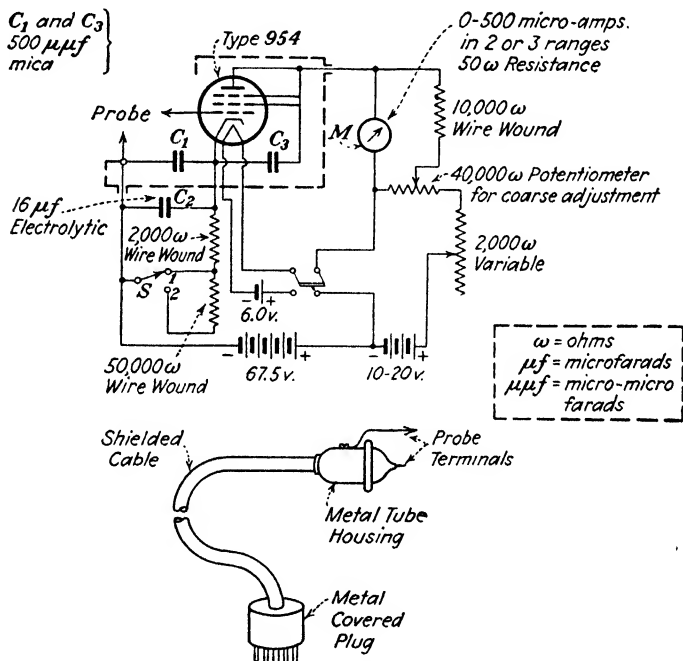 C1 and C3
500 μμf
mica
Type 954
0-500 micro-amps.
in 2 or 3 ranges
50 ω Resistance
Probe
C1
C3
M
10,000 ω
Wire Wound
40,000 ω Potentiometer
for coarse adjustment
16 μf
Electrolytic
C2
2,000 ω
Wire Wound
2,000 ω
Variable
S
1
2
- +
6.0 v.
50,000 ω
Wire Wound
- +
67.5 v.
- +
10-20 v.
ω = ohms
μf = microfarads
μμf = micro-micro
farads
Shielded
Cable
Probe
Terminals
Metal Tube
Housing
Metal
Covered
Plug